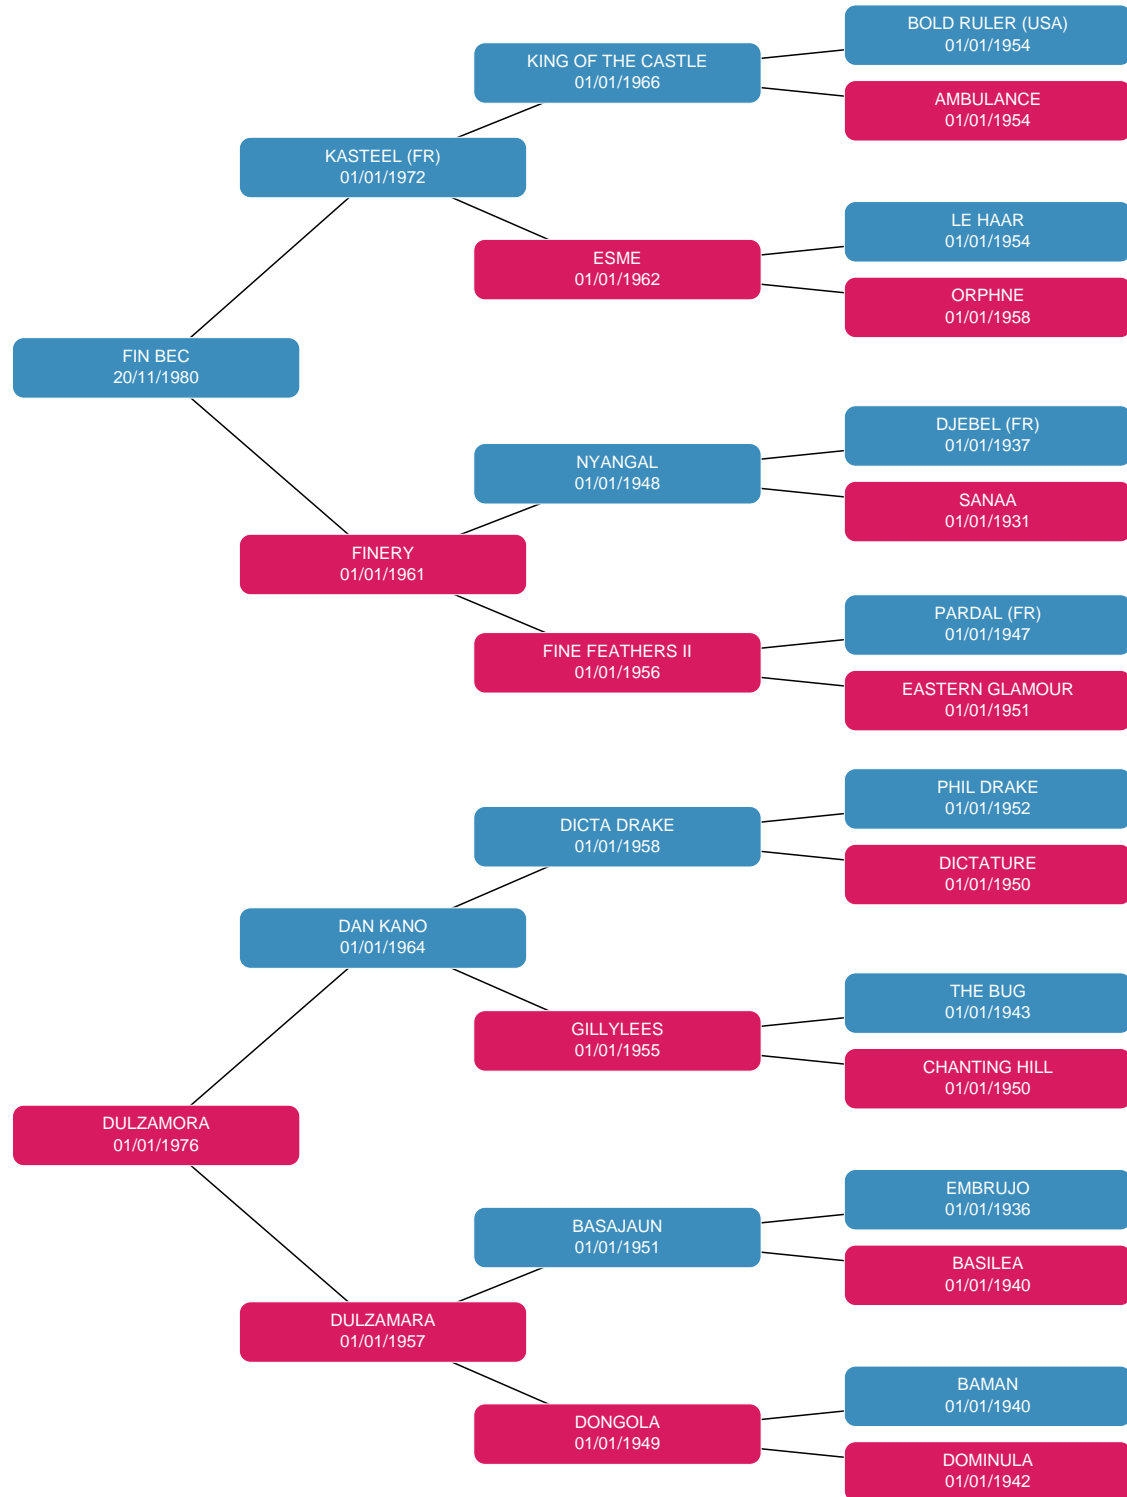 BOLD RULER (USA)
01/01/1954
KING OF THE CASTLE
01/01/1966
AMBULANCE
01/01/1954
KASTEEL (FR)
01/01/1972
LE HAAR
01/01/1954
ESME
01/01/1962
ORPHNE
01/01/1958
FIN BEC
20/11/1980
DJEBEL (FR)
01/01/1937
NYANGAL
01/01/1948
SANAA
01/01/1931
FINERY
01/01/1961
PARDAL (FR)
01/01/1947
FINE FEATHERS II
01/01/1956
EASTERN GLAMOUR
01/01/1951
PHIL DRAKE
01/01/1952
DICTA DRAKE
01/01/1958
DICTATURE
01/01/1950
DAN KANO
01/01/1964
THE BUG
01/01/1943
GILLYLEES
01/01/1955
CHANTING HILL
01/01/1950
DULZAMORA
01/01/1976
EMBRUJO
01/01/1936
BASAJAUN
01/01/1951
BASILEA
01/01/1940
DULZAMARA
01/01/1957
BAMAN
01/01/1940
DONGOLA
01/01/1949
DOMINULA
01/01/1942